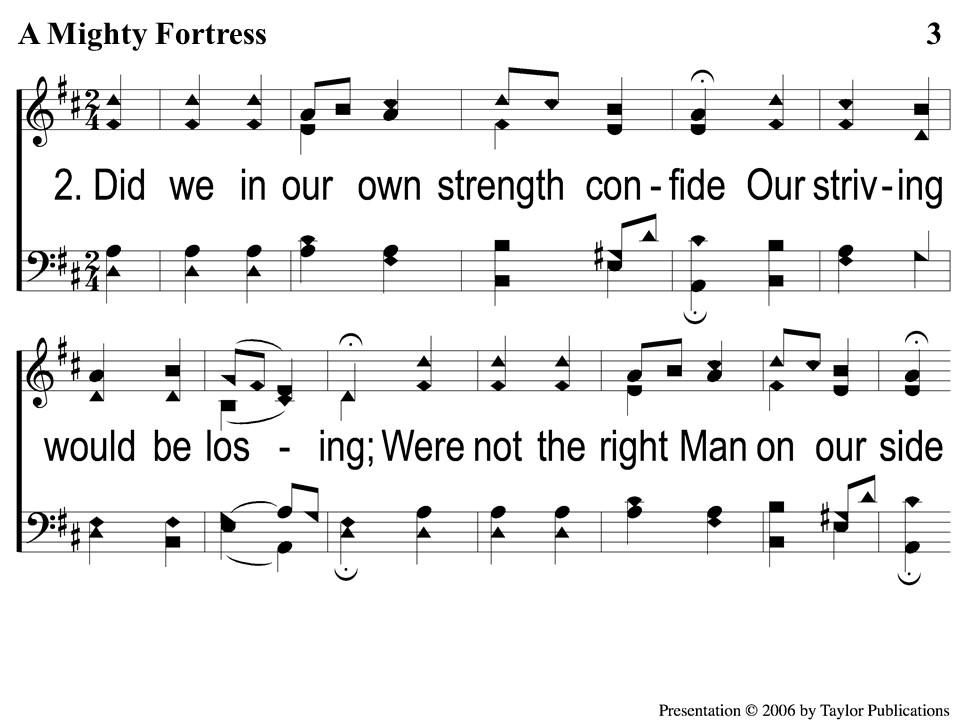 A Mighty Fortress 3
2. Did we in our own strength con - fide Our striv - ing
would be los - ing; Were not the right Man on our side
Presentation © 2006 by Taylor Publications